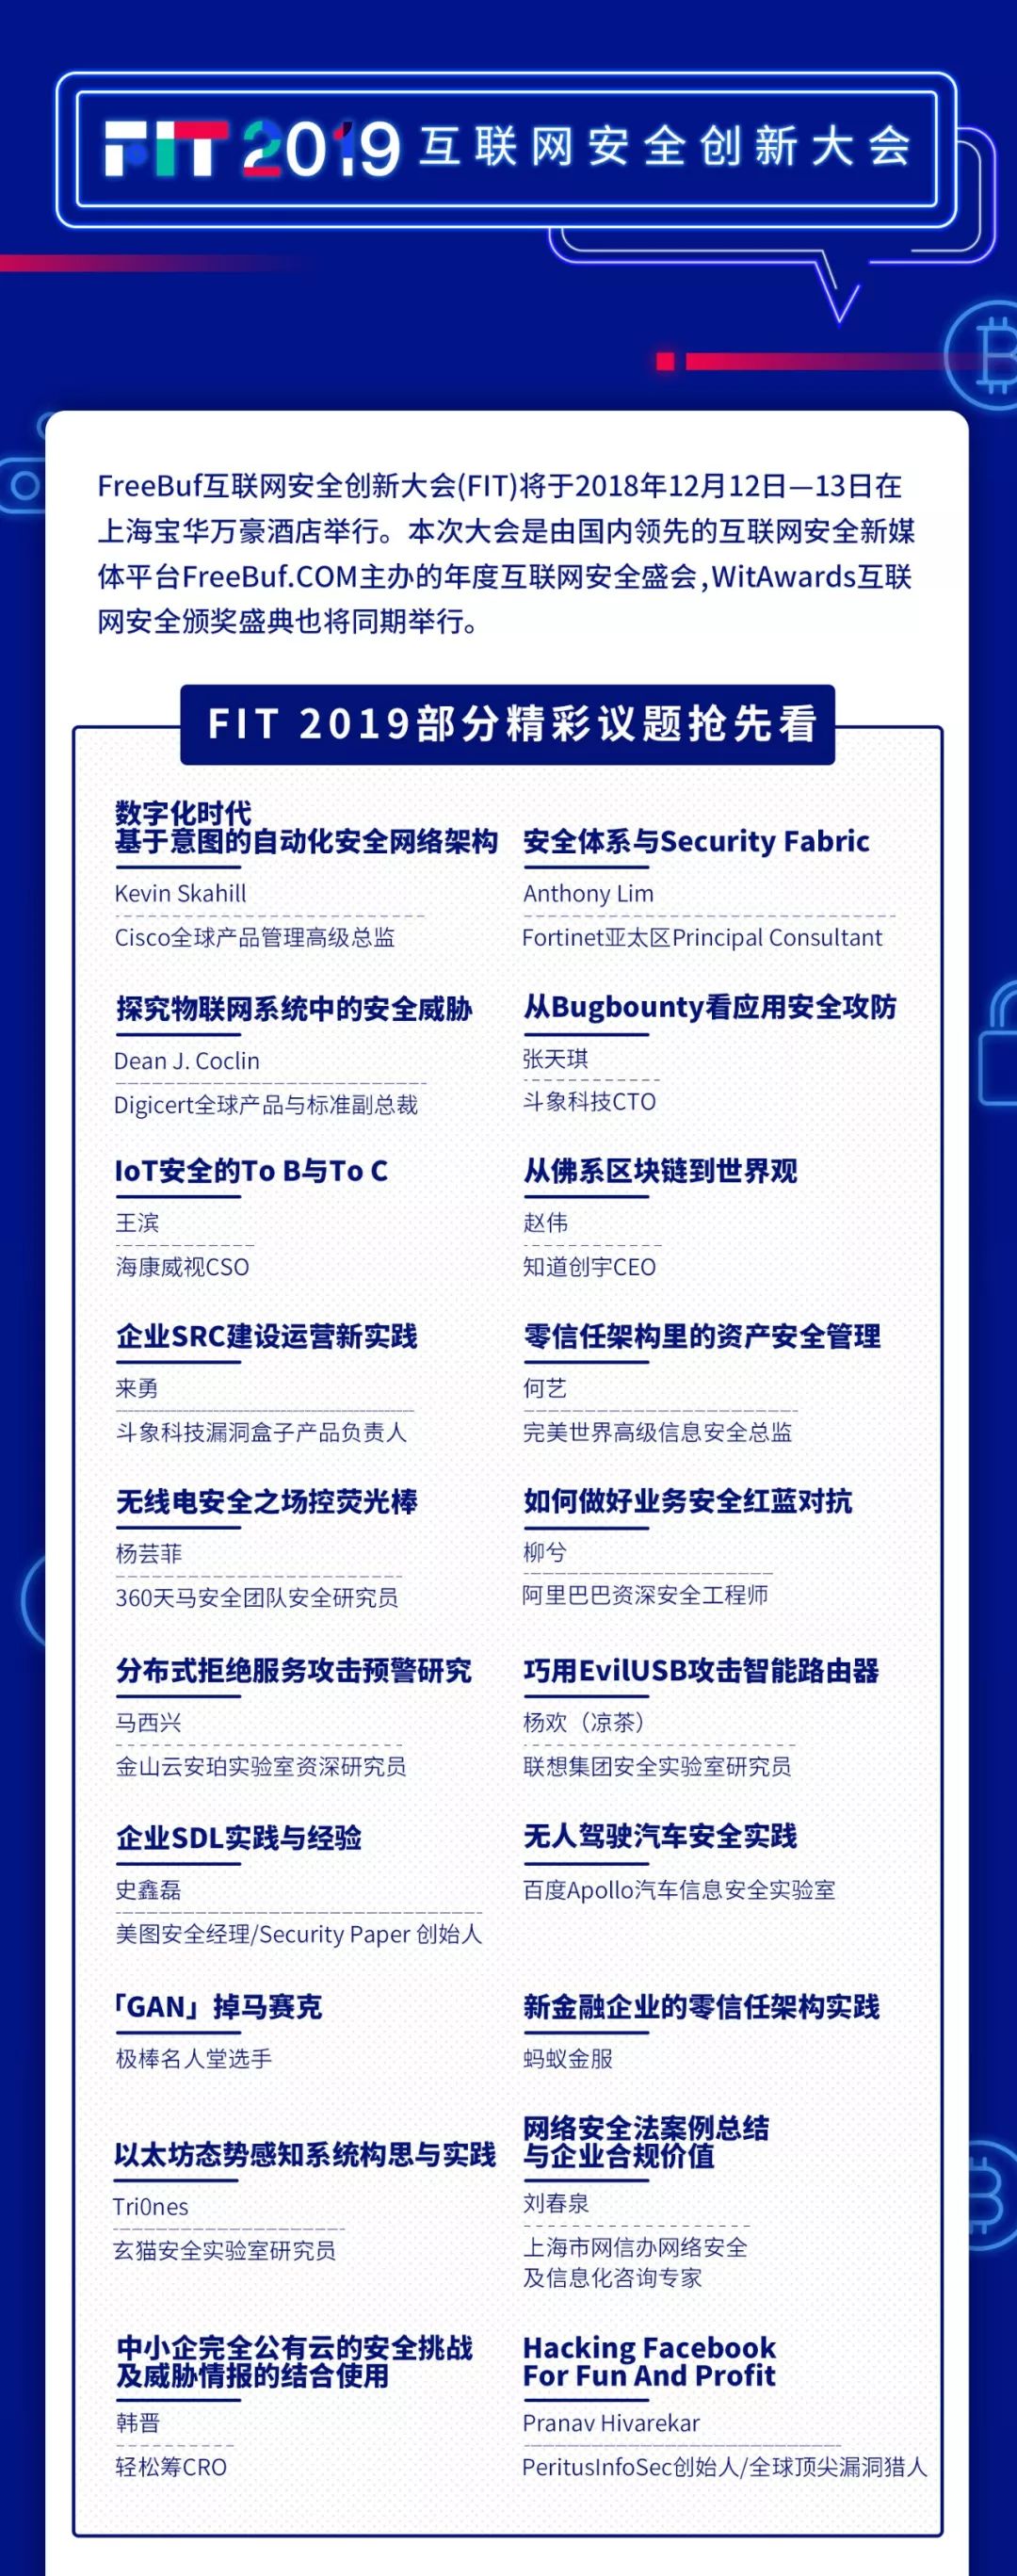 FIT 2019 互联网安全创新大会
FreeBuf互联网安全创新大会(FIT)将于2018年12月12日—13日在
上海宝华万豪酒店举行。本次大会是由国内领先的互联网安全新媒
体平台FreeBuf.COM主办的年度互联网安全盛会,WitAwards互联
网安全颁奖盛典也将同期举行。
FIT 2019部分精彩议题抢先看
数字化时代
基于意图的自动化安全网络架构
Kevin Skahill
Cisco全球产品管理高级总监
安全体系与Security Fabric
Anthony Lim
Fortinet亚太区Principal Consultant
探究物联网系统中的安全威胁
Dean J. Coclin
Digicert全球产品与标准副总裁
从Bugbounty看应用安全攻防
张天琪
斗象科技CTO
IoT安全的To B与To C
王滨
海康威视CSO
从佛系区块链到世界观
赵伟
知道创宇CEO
企业SRC建设运营新实践
来勇
斗象科技漏洞盒子产品负责人
零信任架构里的资产安全管理
何艺
完美世界高级信息安全总监
无线电安全之场控荧光棒
杨芸菲
360天马安全团队安全研究员
如何做好业务安全红蓝对抗
柳兮
阿里巴巴资深安全工程师
分布式拒绝服务攻击预警研究
马西兴
金山云安珀实验室资深研究员
巧用EvilUSB攻击智能路由器
杨欢（凉茶）
联想集团安全实验室研究员
企业SDL实践与经验
史鑫磊
美图安全经理/Security Paper 创始人
无人驾驶汽车安全实践
百度Apollo汽车信息安全实验室
「GAN」掉马赛克
极棒名人堂选手
新金融企业的零信任架构实践
蚂蚁金服
以太坊态势感知系统构思与实践
Tri0nes
玄猫安全实验室研究员
网络安全法案例总结
与企业合规价值
刘春泉
上海市网信办网络安全
及信息化咨询专家
中小企完全公有云的安全挑战
及威胁情报的结合使用
韩晋
轻松筹CRO
Hacking Facebook
For Fun And Profit
Pranav Hivarekar
PeritusInfoSec创始人/全球顶尖漏洞猎人